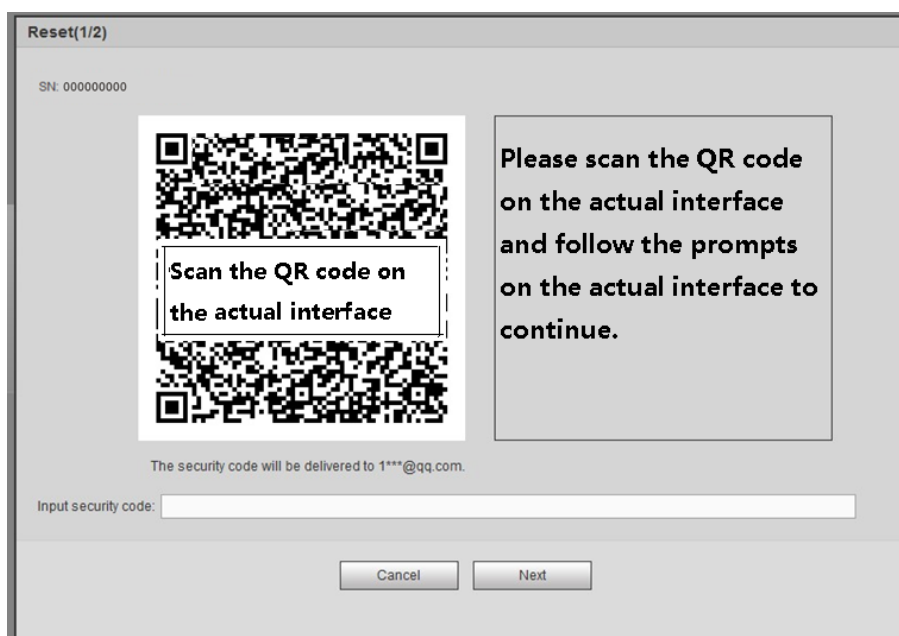 Reset(1/2)
SN: 000000000
Scan the QR code on
the actual interface
Please scan the QR code
on the actual interface
and follow the prompts
on the actual interface to
continue.
The security code will be delivered to 1***@qq.com.
Input security code:
Cancel
Next